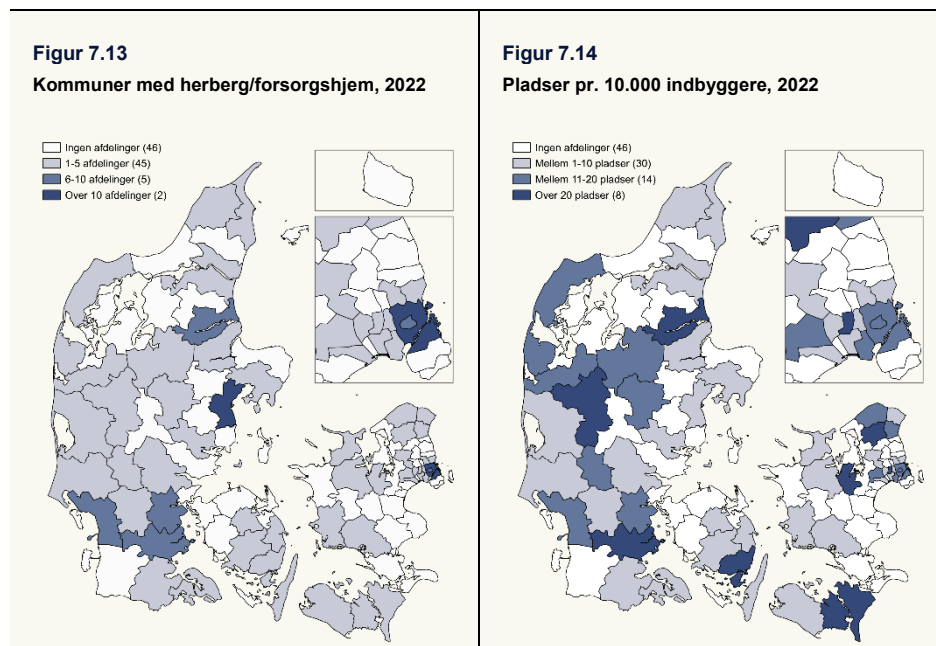 Figur 7.13
Kommuner med herberg/forsorgshjem, 2022
Ingen afdelinger (46)
1-5 afdelinger (45)
6-10 afdelinger (5)
Over 10 afdelinger (2)
Figur 7.14
Pladser pr. 10.000 indbyggere, 2022
Ingen afdelinger (46)
Mellem 1-10 pladser (30)
Mellem 11-20 pladser (14)
Over 20 pladser (8)